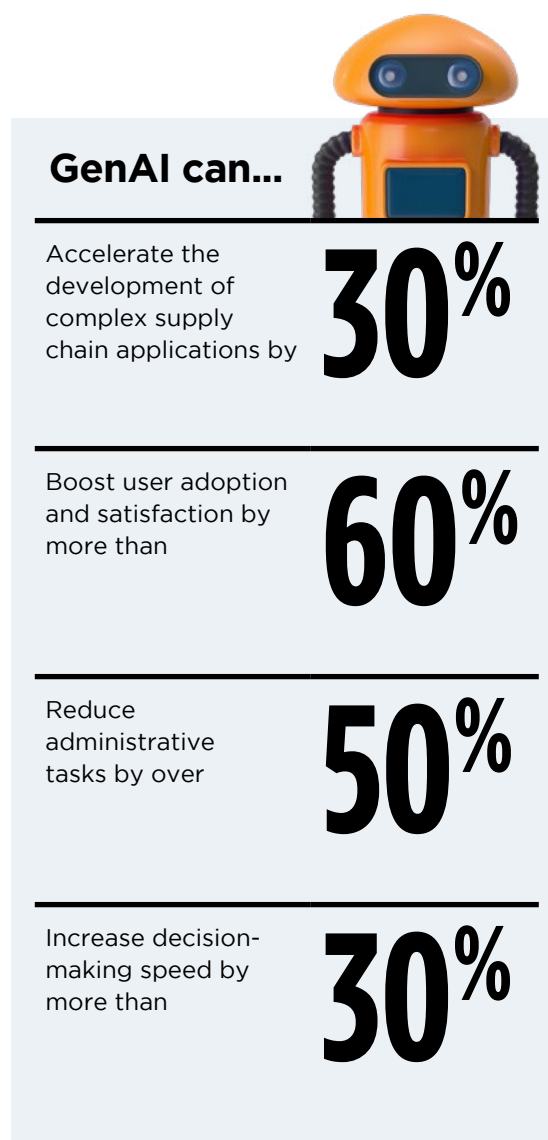 GenAI can...
Accelerate the
development of
complex supply
chain applications by
30%
Boost user adoption
and satisfaction by
more than
60%
Reduce
administrative
tasks by over
50%
Increase decision-
making speed by
more than
30%